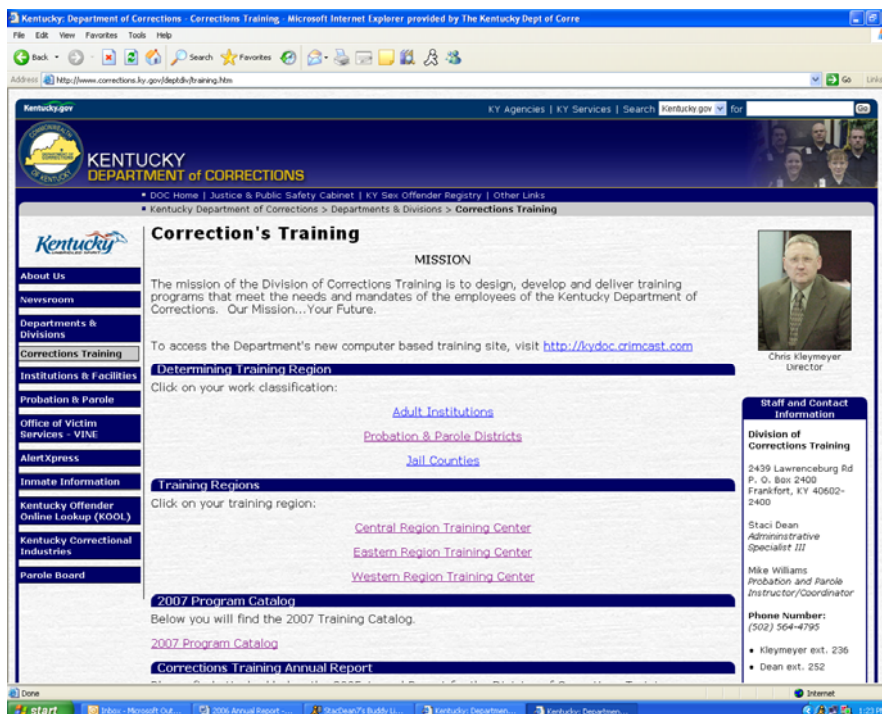 Kentucky: Department of Corrections - Corrections Training - Microsoft Internet Explorer provided by The Kentucky Dept of Corre
File Edit View Favorites Tools Help
Back Search Favorites
Address http://www.corrections.ky.gov/deptdiv/training.htm Go Links
Kentucky.gov KY Agencies | KY Services | Search Kentucky.gov for Go
KENTUCKY
DEPARTMENT of CORRECTIONS
DOC Home | Justice & Public Safety Cabinet | KY Sex Offender Registry | Other Links
Kentucky Department of Corrections > Departments & Divisions > Corrections Training
Kentucky
UNBRIDLED SPIRIT
About Us
Newsroom
Departments &
Divisions
Corrections Training
Institutions & Facilities
Probation & Parole
Office of Victim
Services - VINE
AlertXpress
Inmate Information
Kentucky Offender
Online Lookup (KOOL)
Kentucky Correctional
Industries
Parole Board
Correction's Training
MISSION
The mission of the Division of Corrections Training is to design, develop and deliver training
programs that meet the needs and mandates of the employees of the Kentucky Department of
Corrections. Our Mission...Your Future.
To access the Department's new computer based training site, visit http://kydoc.crimcast.com
Determining Training Region
Click on your work classification:
Adult Institutions
Probation & Parole Districts
Jail Counties
Training Regions
Click on your training region:
Central Region Training Center
Eastern Region Training Center
Western Region Training Center
2007 Program Catalog
Below you will find the 2007 Training Catalog.
2007 Program Catalog
Corrections Training Annual Report
Chris Kleymeyer
Director
Staff and Contact
Information
Division of
Corrections Training
2439 Lawrenceburg Rd
P. O. Box 2400
Frankfort, KY 40602-
2400
Staci Dean
Admininstrative
Specialist III
Mike Williams
Probation and Parole
Instructor/Coordinator
Phone Number:
(502) 564-4795
Kleymeyer ext. 236
Dean ext. 252
Done Internet
start Inbox - Microsoft Out... 2006 Annual Report -... StacDean7's Buddy Li... Kentucky: Departmen... Kentucky: Departmen... 1:23 PM